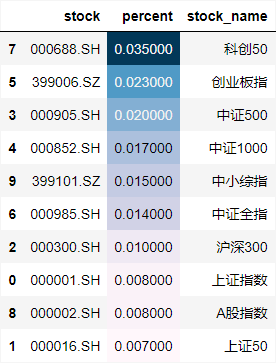 stock percent stock_name
7 000688.SH 0.035000 科创50
5 399006.SZ 0.023000 创业板指
3 000905.SH 0.020000 中证500
4 000852.SH 0.017000 中证1000
9 399101.SZ 0.015000 中小综指
6 000985.SH 0.014000 中证全指
2 000300.SH 0.010000 沪深300
0 000001.SH 0.008000 上证指数
8 000002.SH 0.008000 A股指数
1 000016.SH 0.007000 上证50